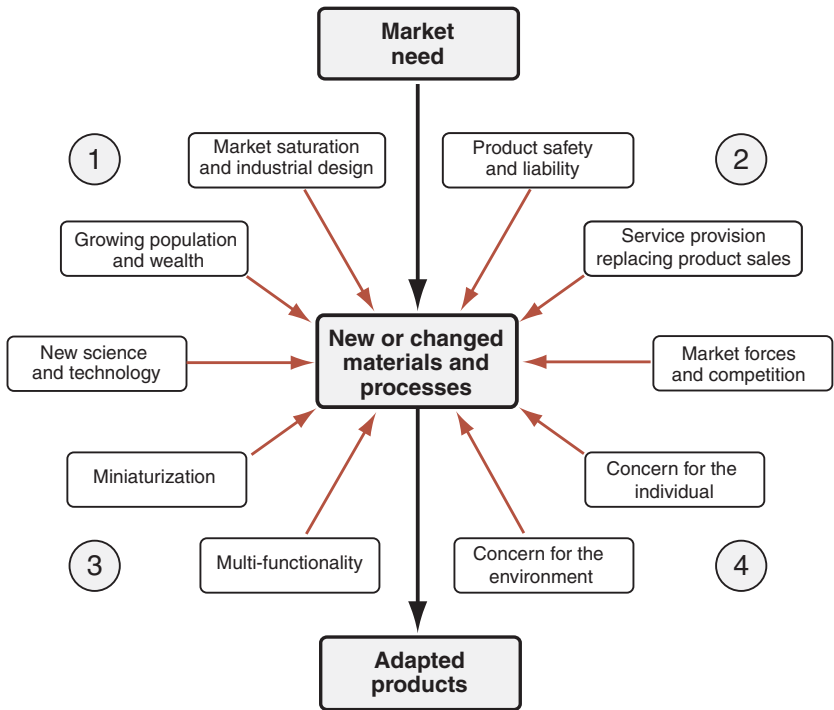 Market
need
1
Market saturation
and industrial design
Product safety
and liability
2
Growing population
and wealth
Service provision
replacing product sales
New science
and technology
New or changed
materials and
processes
Market forces
and competition
Miniaturization
Concern for the
individual
3
Multi-functionality
Concern for the
environment
4
Adapted
products